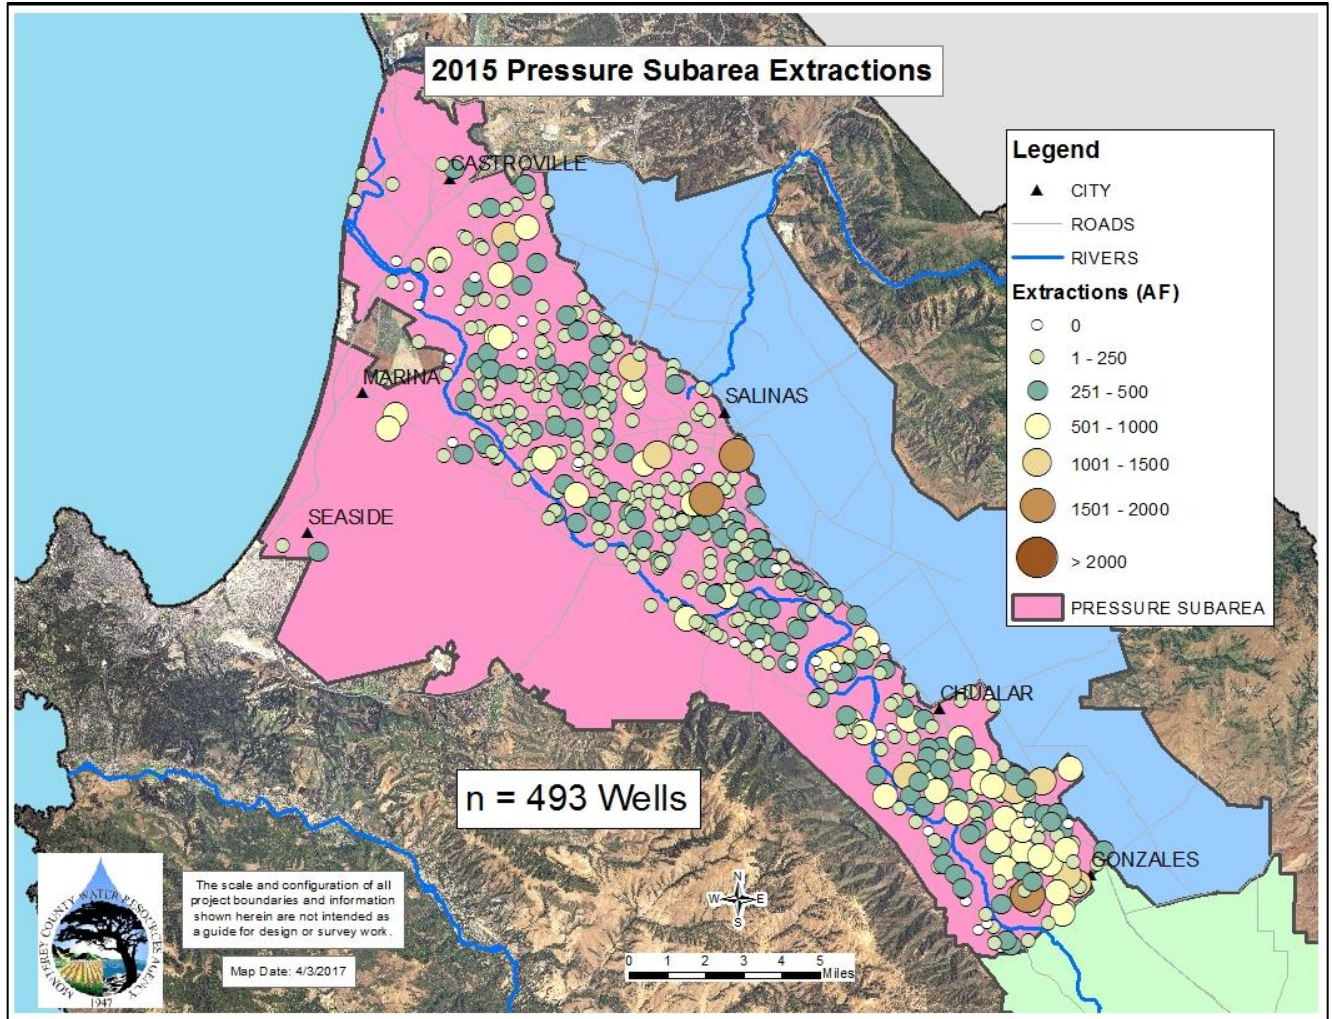 2015 Pressure Subarea Extractions
CASTROVILLE
MARINA
SALINAS
SEASIDE
CHUALAR
GONZALES
n = 493 Wells
Legend
CITY
ROADS
RIVERS
Extractions (AF)
0
1 - 250
251 - 500
501 - 1000
1001 - 1500
1501 - 2000
> 2000
PRESSURE SUBAREA
MONTEREY COUNTY WATER RESOURCES AGENCY
1947
The scale and configuration of all
project boundaries and information
shown herein are not intended as
a guide for design or survey work.
Map Date: 4/3/2017
N
W E
S
0 1 2 3 4 5
Miles